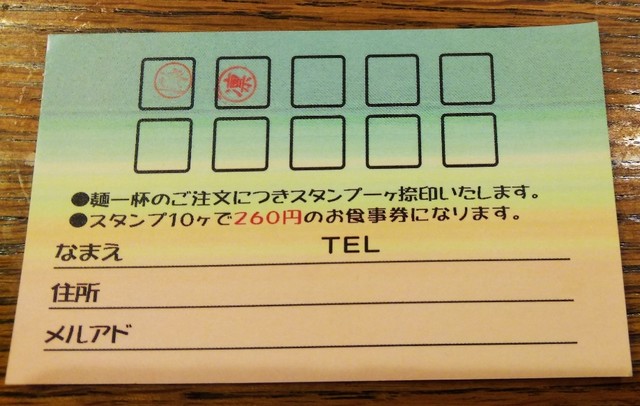 ●麺一杯のご注文につきスタンプ一ヶ捺印いたします。
●スタンプ10ヶで260円のお食事券になります。
なまえ TEL
住所
メルアド